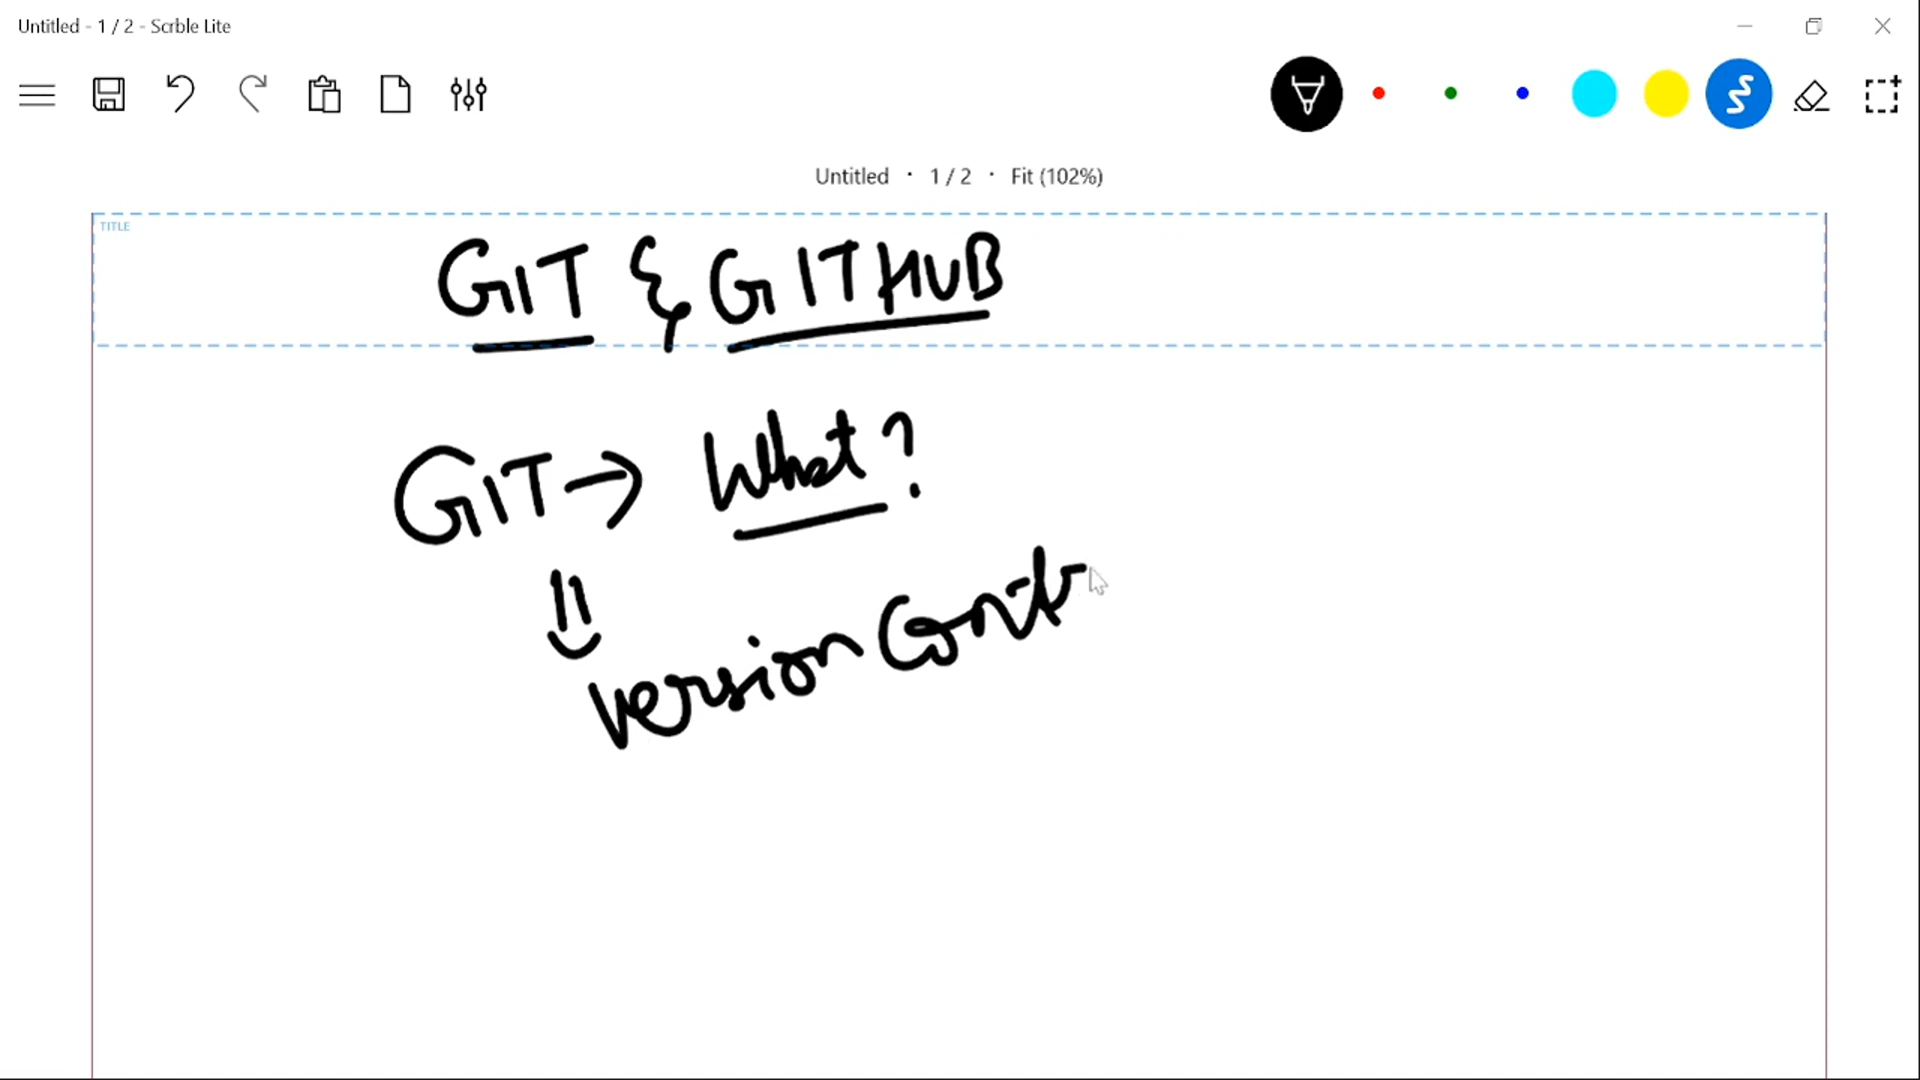 Untitled - 1 / 2 - Scrble Lite
Untitled · 1 / 2 · Fit (102%)
TITLE
GIT & GITHUB
GIT → What?
⇓
version Contr